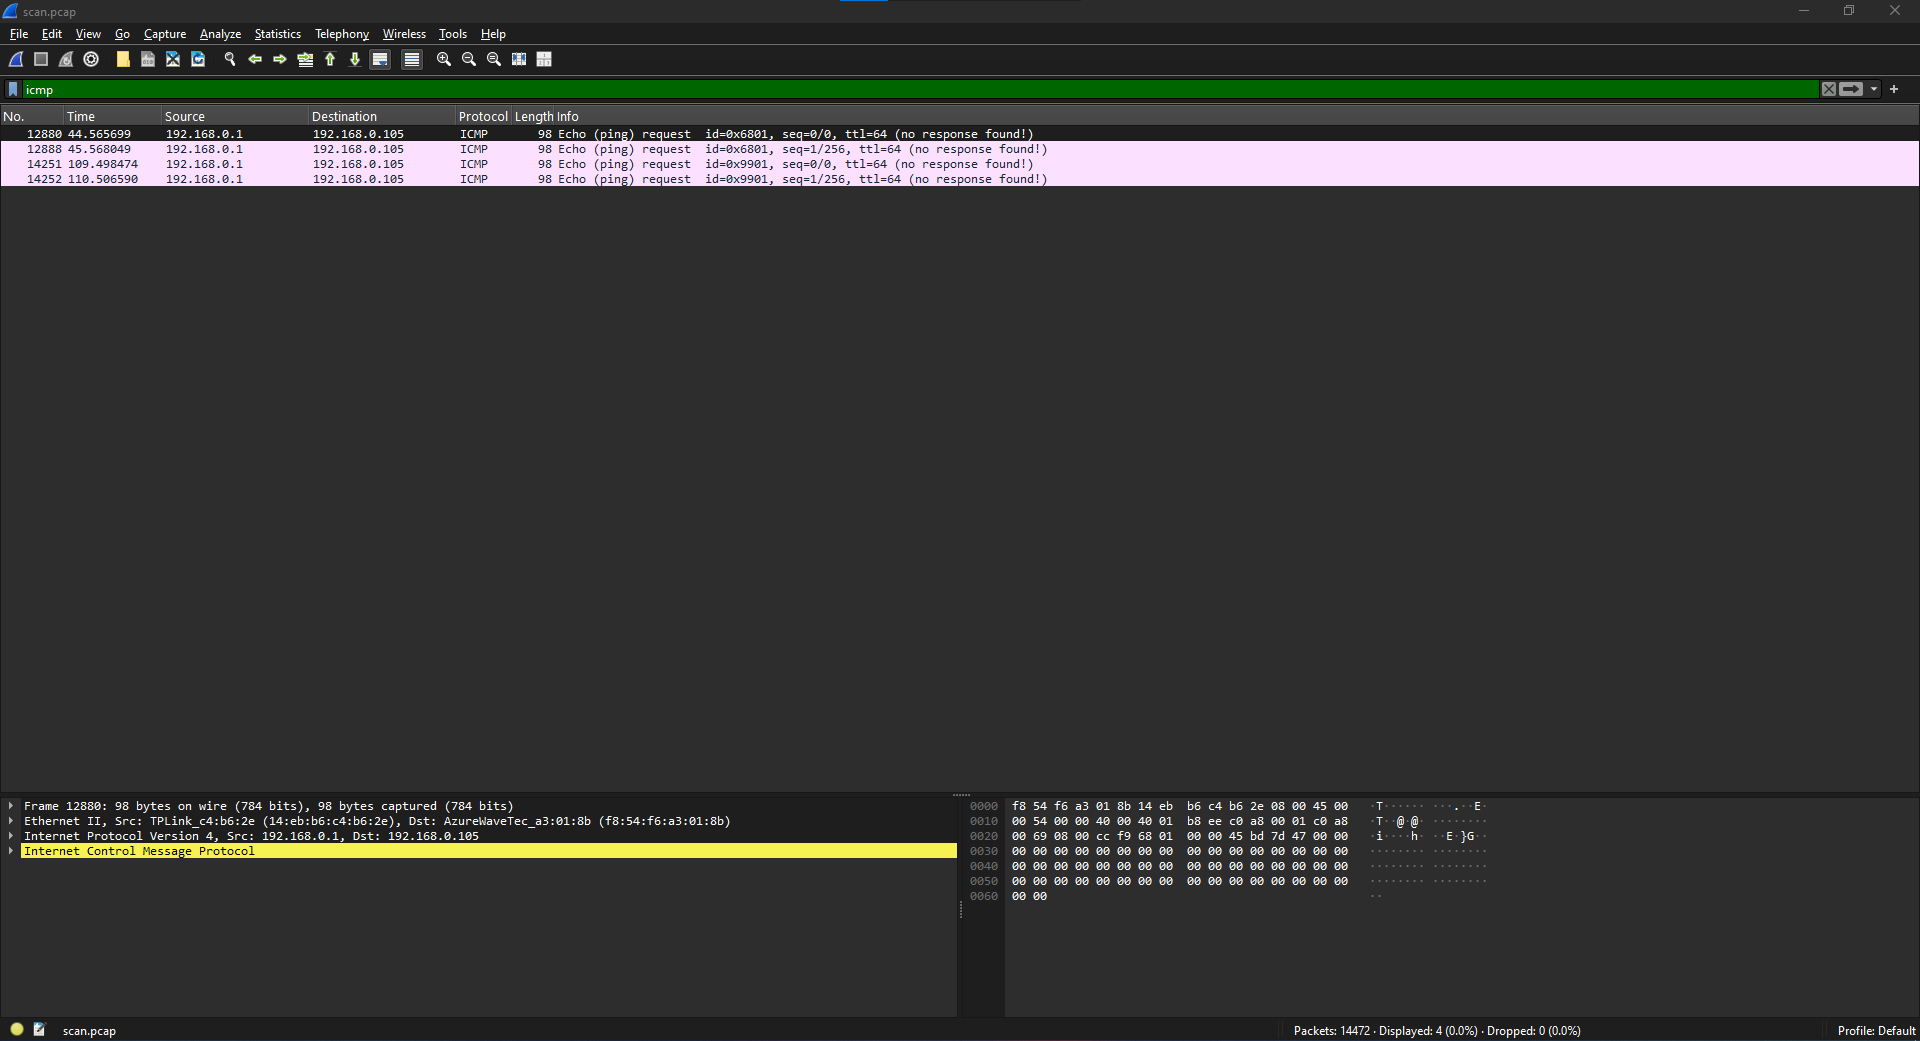 scan.pcap
File Edit View Go Capture Analyze Statistics Telephony Wireless Tools Help
icmp
No. Time Source Destination Protocol Length Info
12880 44.565699 192.168.0.1 192.168.0.105 ICMP 98 Echo (ping) request id=0x6801, seq=0/0, ttl=64 (no response found!)
12888 45.568049 192.168.0.1 192.168.0.105 ICMP 98 Echo (ping) request id=0x6801, seq=1/256, ttl=64 (no response found!)
14251 109.498474 192.168.0.1 192.168.0.105 ICMP 98 Echo (ping) request id=0x9901, seq=0/0, ttl=64 (no response found!)
14252 110.506590 192.168.0.1 192.168.0.105 ICMP 98 Echo (ping) request id=0x9901, seq=1/256, ttl=64 (no response found!)
Frame 12880: 98 bytes on wire (784 bits), 98 bytes captured (784 bits)
Ethernet II, Src: TPLink_c4:b6:2e (14:eb:b6:c4:b6:2e), Dst: AzureWaveTec_a3:01:8b (f8:54:f6:a3:01:8b)
Internet Protocol Version 4, Src: 192.168.0.1, Dst: 192.168.0.105
Internet Control Message Protocol
0000 f8 54 f6 a3 01 8b 14 eb b6 c4 b6 2e 08 00 45 00 ·T······ ···.··E·
0010 00 54 00 00 40 00 40 01 b8 ee c0 a8 00 01 c0 a8 ·T··@·@· ········
0020 00 69 08 00 cc f9 68 01 00 00 45 bd 7d 47 00 00 ·i····h· ··E·}G··
0030 00 00 00 00 00 00 00 00 00 00 00 00 00 00 00 00 ········ ········
0040 00 00 00 00 00 00 00 00 00 00 00 00 00 00 00 00 ········ ········
0050 00 00 00 00 00 00 00 00 00 00 00 00 00 00 00 00 ········ ········
0060 00 00 ··
scan.pcap
Packets: 14472 · Displayed: 4 (0.0%) · Dropped: 0 (0.0%)
Profile: Default